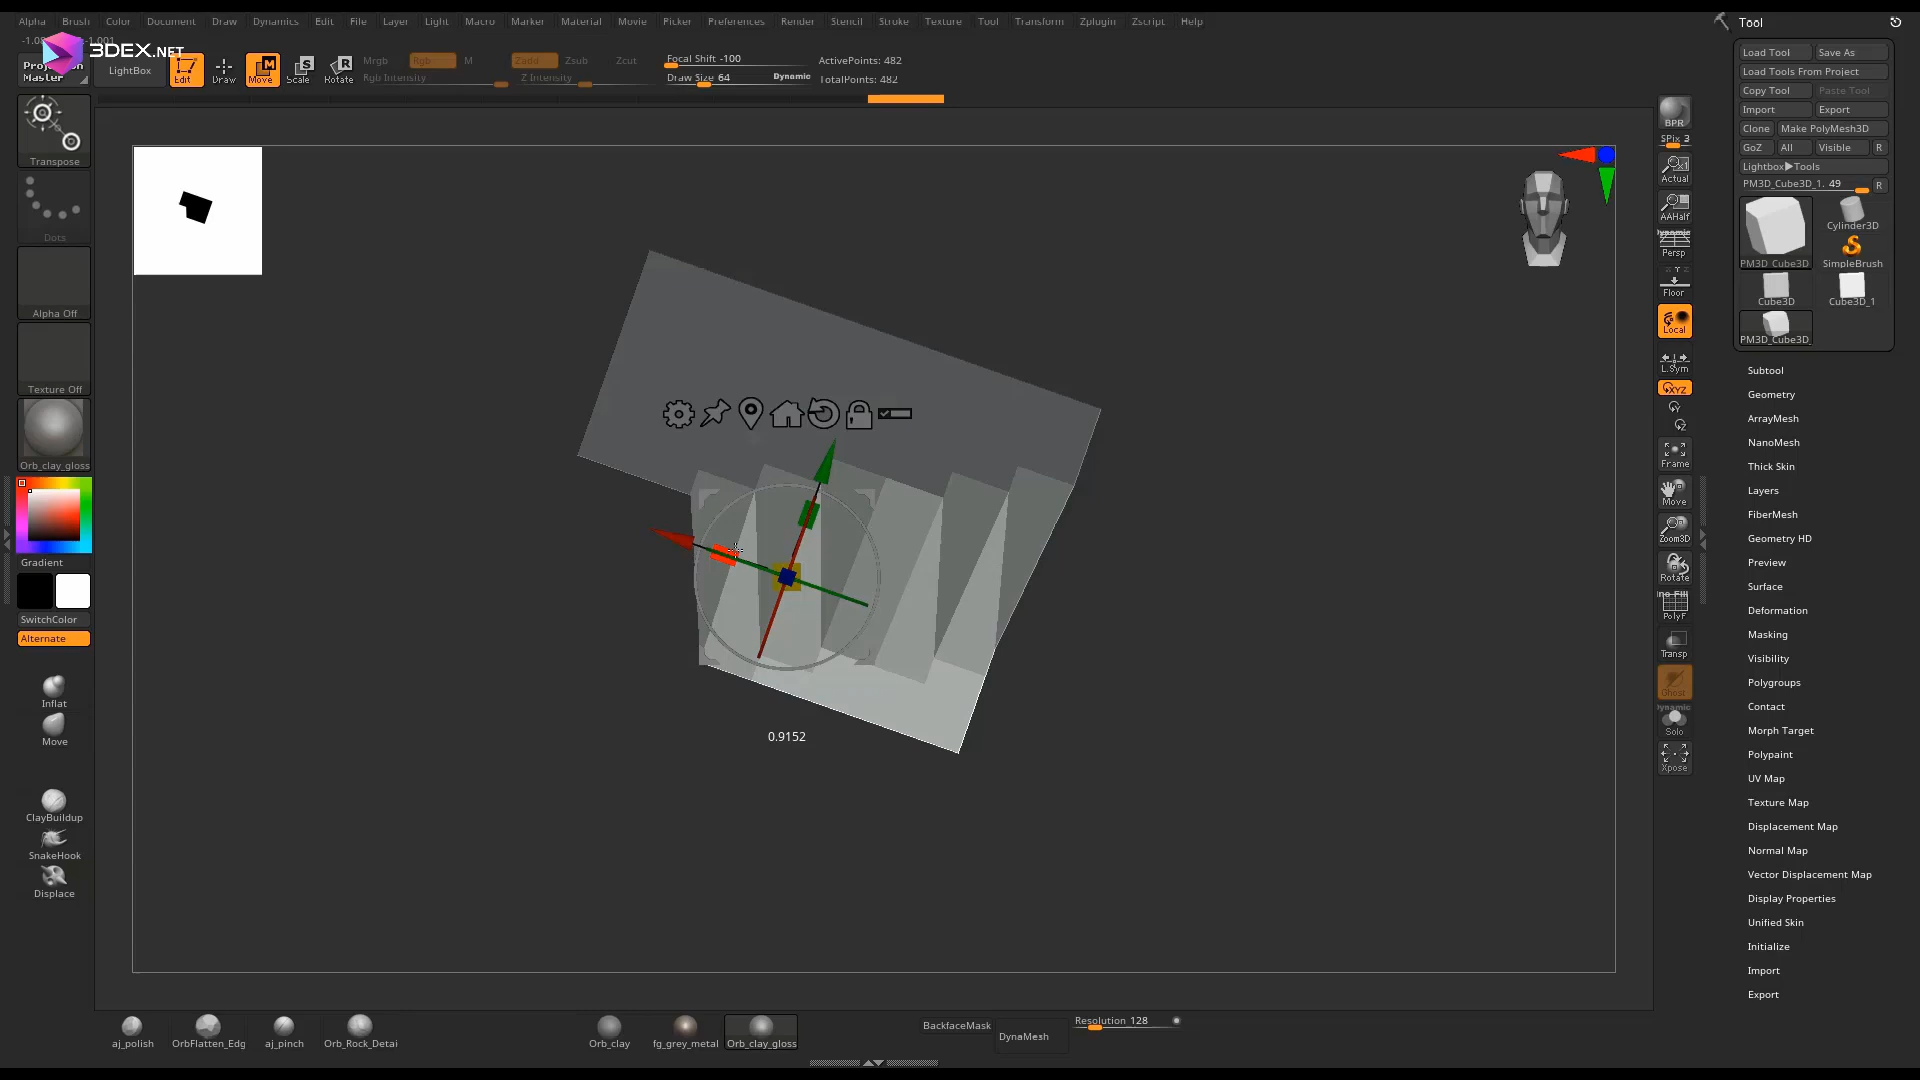 Alpha Brush Color Document Draw Dynamics Edit File Layer Light Macro Marker Material Movie Picker Preferences Render Stencil Stroke Texture Tool Transform Zplugin Zscript Help
Tool
3DEX.NET
Master
LightBox
Edit
Draw
Move
Scale
Rotate
Mrgb
Rgb
M
Rgb Intensity
Zadd
Zsub
Zcut
Z Intensity
Focal Shift -100
Draw Size 64
Dynamic
ActivePoints: 482
TotalPoints: 482
Transpose
Dots
Alpha Off
Texture Off
Orb_clay_gloss
Gradient
SwitchColor
Alternate
Inflat
Move
ClayBuildup
SnakeHook
Displace
0.9152
BPR
SPix 3
Actual
AAHalf
Dynamic
Persp
Floor
Local
L.Sym
XYZ
Frame
Move
Zoom3D
Rotate
PolyF
Transp
Ghost
Dynamic
Solo
Xpose
Load Tool Save As
Load Tools From Project
Copy Tool Paste Tool
Import Export
Clone Make PolyMesh3D
GoZ All Visible R
Lightbox▶Tools
PM3D_Cube3D_1. 49 R
PM3D_Cube3D
Cylinder3D
SimpleBrush
Cube3D
Cube3D_1
PM3D_Cube3D_
Subtool
Geometry
ArrayMesh
NanoMesh
Thick Skin
Layers
FiberMesh
Geometry HD
Preview
Surface
Deformation
Masking
Visibility
Polygroups
Contact
Morph Target
Polypaint
UV Map
Texture Map
Displacement Map
Normal Map
Vector Displacement Map
Display Properties
Unified Skin
Initialize
Import
Export
aj_polish
OrbFlatten_Edg
aj_pinch
Orb_Rock_Detai
Orb_clay
fg_grey_metal
Orb_clay_gloss
BackfaceMask
DynaMesh
Resolution 128